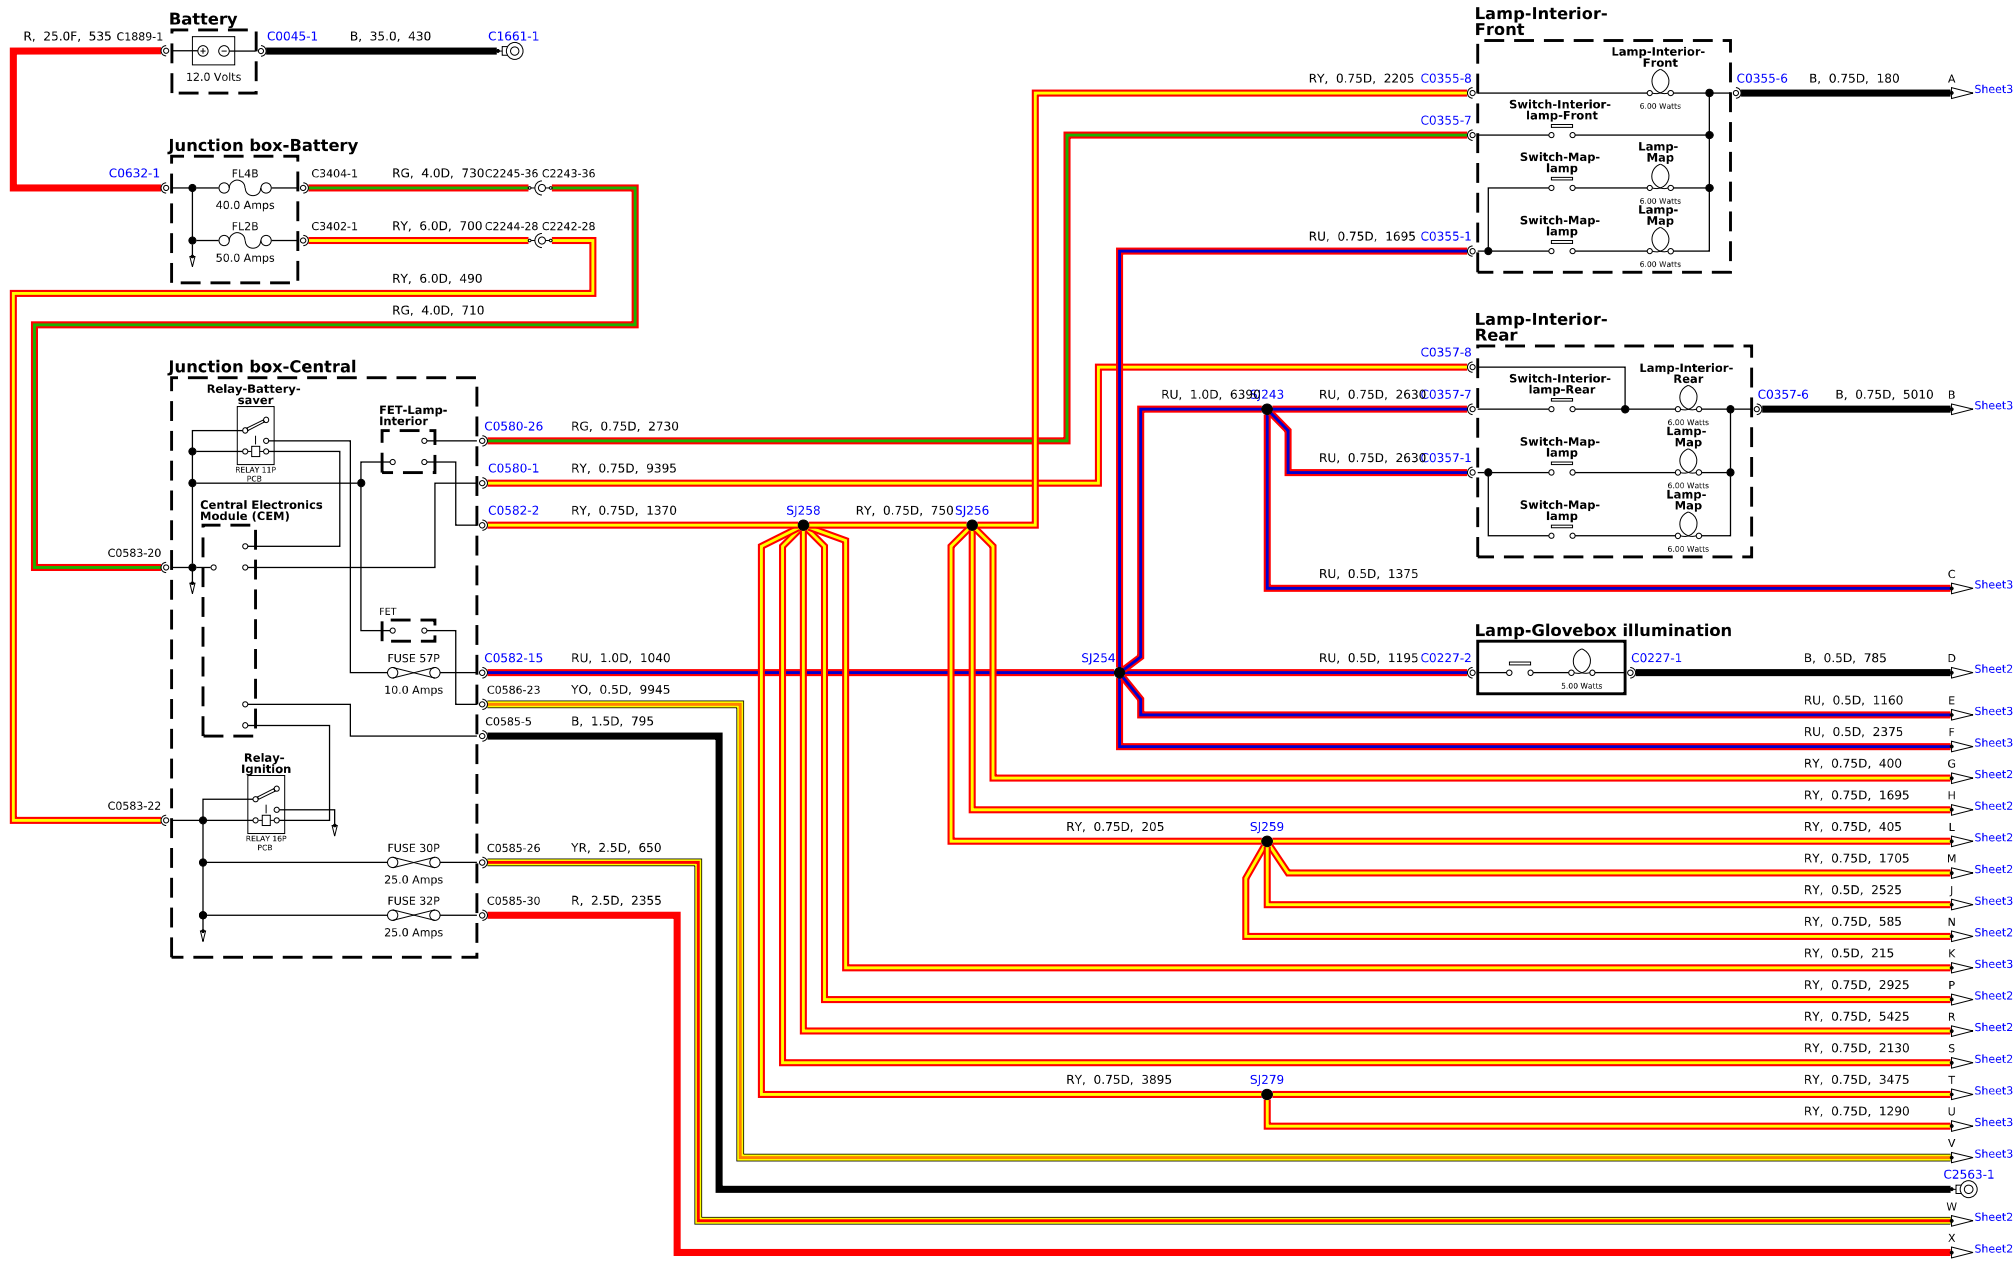 Battery
R, 25.0F, 535 C1889-1
C0045-1
B, 35.0, 430
C1661-1
12.0 Volts
Junction box-Battery
C0632-1
FL4B
40.0 Amps
C3404-1
RG, 4.0D, 730
C2245-36
C2243-36
FL2B
50.0 Amps
C3402-1
RY, 6.0D, 700
C2244-28
C2242-28
RY, 6.0D, 490
RG, 4.0D, 710
Junction box-Central
Relay-Battery-
saver
RELAY 11P
PCB
FET-Lamp-
Interior
Central Electronics
Module (CEM)
C0583-20
FET
FUSE 57P
10.0 Amps
Relay-
Ignition
RELAY 16P
PCB
C0583-22
FUSE 30P
25.0 Amps
FUSE 32P
25.0 Amps
C0580-26
RG, 0.75D, 2730
C0580-1
RY, 0.75D, 9395
C0582-2
RY, 0.75D, 1370
SJ258
RY, 0.75D, 750
SJ256
C0582-15
RU, 1.0D, 1040
SJ254
C0586-23
YO, 0.5D, 9945
C0585-5
B, 1.5D, 795
C0585-26
YR, 2.5D, 650
C0585-30
R, 2.5D, 2355
Lamp-Interior-
Front
RY, 0.75D, 2205
C0355-8
Lamp-Interior-
Front
6.00 Watts
C0355-6
B, 0.75D, 180
A
Sheet3
C0355-7
Switch-Interior-
lamp-Front
Switch-Map-
lamp
Lamp-
Map
6.00 Watts
RU, 0.75D, 1695
C0355-1
Switch-Map-
lamp
Lamp-
Map
6.00 Watts
Lamp-Interior-
Rear
C0357-8
RU, 1.0D, 6390
SJ243
RU, 0.75D, 2630
C0357-7
Switch-Interior-
lamp-Rear
Lamp-Interior-
Rear
6.00 Watts
C0357-6
B, 0.75D, 5010
B
Sheet3
RU, 0.75D, 2630
C0357-1
Switch-Map-
lamp
Lamp-
Map
6.00 Watts
Switch-Map-
lamp
Lamp-
Map
6.00 Watts
RU, 0.5D, 1375
C
Sheet3
Lamp-Glovebox illumination
RU, 0.5D, 1195
C0227-2
5.00 Watts
C0227-1
B, 0.5D, 785
D
Sheet2
RU, 0.5D, 1160
E
Sheet3
RU, 0.5D, 2375
F
Sheet3
RY, 0.75D, 400
G
Sheet2
RY, 0.75D, 1695
H
Sheet2
RY, 0.75D, 205
SJ259
RY, 0.75D, 405
L
Sheet2
RY, 0.75D, 1705
M
Sheet2
RY, 0.5D, 2525
J
Sheet3
RY, 0.75D, 585
N
Sheet2
RY, 0.5D, 215
K
Sheet3
RY, 0.75D, 2925
P
Sheet2
RY, 0.75D, 5425
R
Sheet2
RY, 0.75D, 2130
S
Sheet2
RY, 0.75D, 3895
SJ279
RY, 0.75D, 3475
T
Sheet3
RY, 0.75D, 1290
U
Sheet3
V
Sheet3
C2563-1
W
Sheet2
X
Sheet2